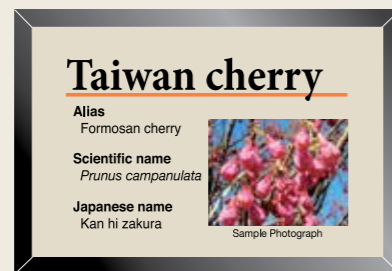 Taiwan cherry
Alias
Formosan cherry
Scientific name
Prunus campanulata
Japanese name
Kan hi zakura
Sample Photograph